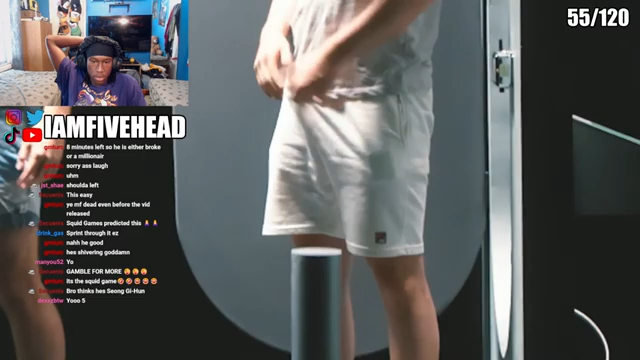 55/120
IAMFIVEHEAD
8 minutes left so he is either broke
or a millionair
sorry ass laugh
uhm
jst_shae shoulda left
This easy
ye mf dead even before the vid
released
Squid Games predicted this
drink_gas Sprint through it ez
nahh he good
hes shivering goddamn
manyou52 Yo
GAMBLE FOR MORE
its the squid game
Bro thinks hes Seong Gi-Hun
Yooo 5